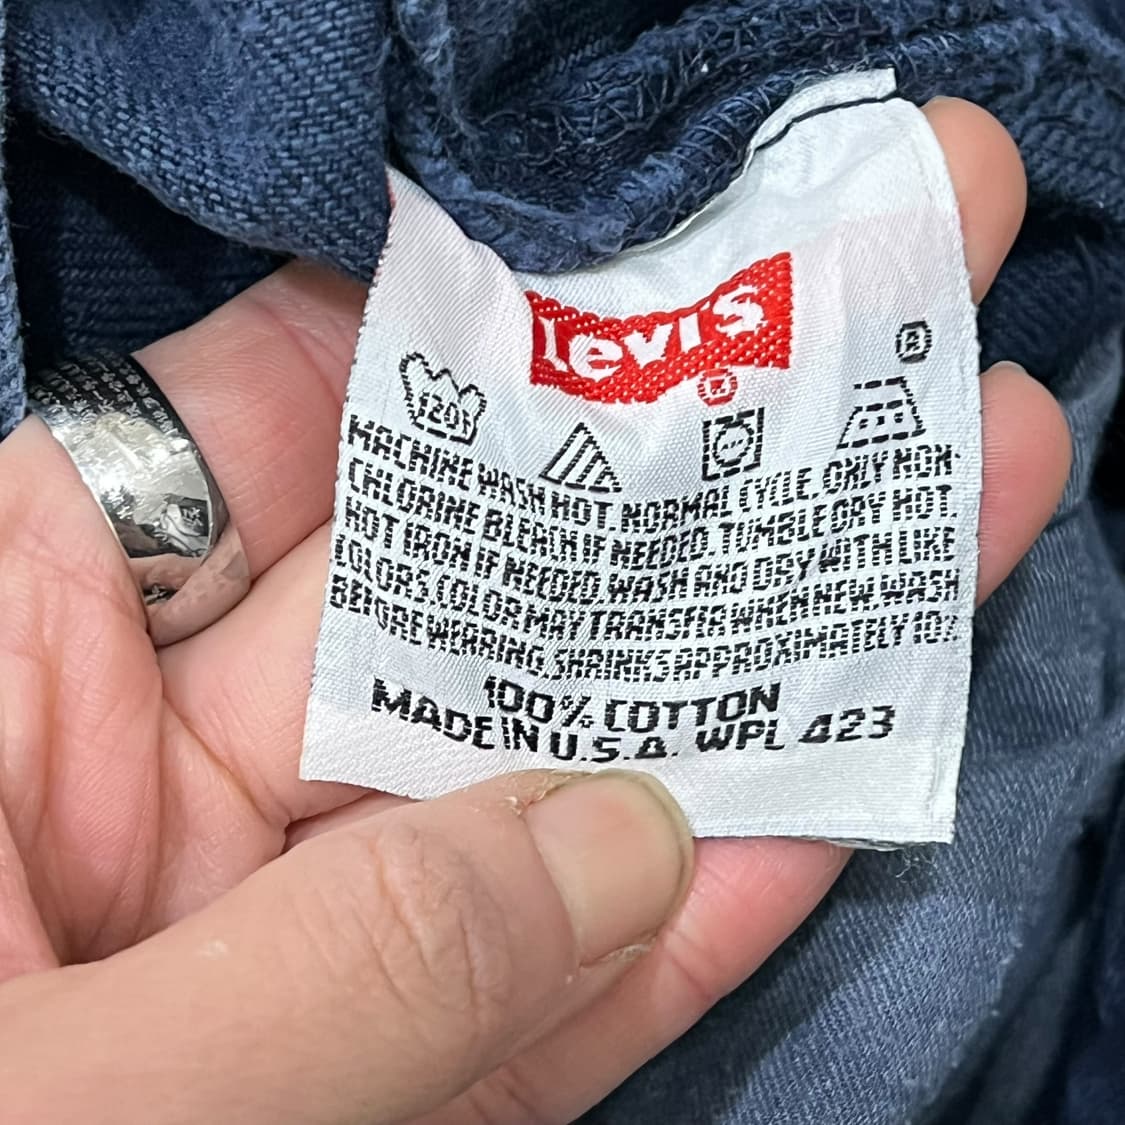 Levi's
®
®
120F
MACHINE WASH HOT. NORMAL CYCLE. ONLY NON-
CHLORINE BLEACH IF NEEDED. TUMBLE DRY HOT.
HOT IRON IF NEEDED. WASH AND DRY WITH LIKE
COLORS. COLOR MAY TRANSFER WHEN NEW. WASH
BEFORE WEARING. SHRINKS APPROXIMATELY 10%.
100% COTTON
MADE IN U.S.A. WPL 423